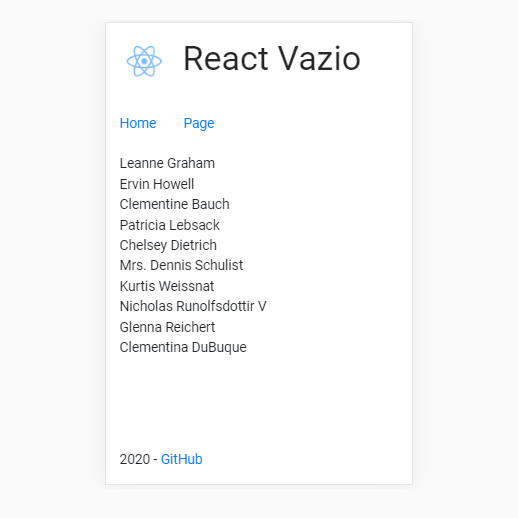 React Vazio
Home Page
Leanne Graham
Ervin Howell
Clementine Bauch
Patricia Lebsack
Chelsey Dietrich
Mrs. Dennis Schulist
Kurtis Weissnat
Nicholas Runolfsdottir V
Glenna Reichert
Clementina DuBuque
2020 - GitHub